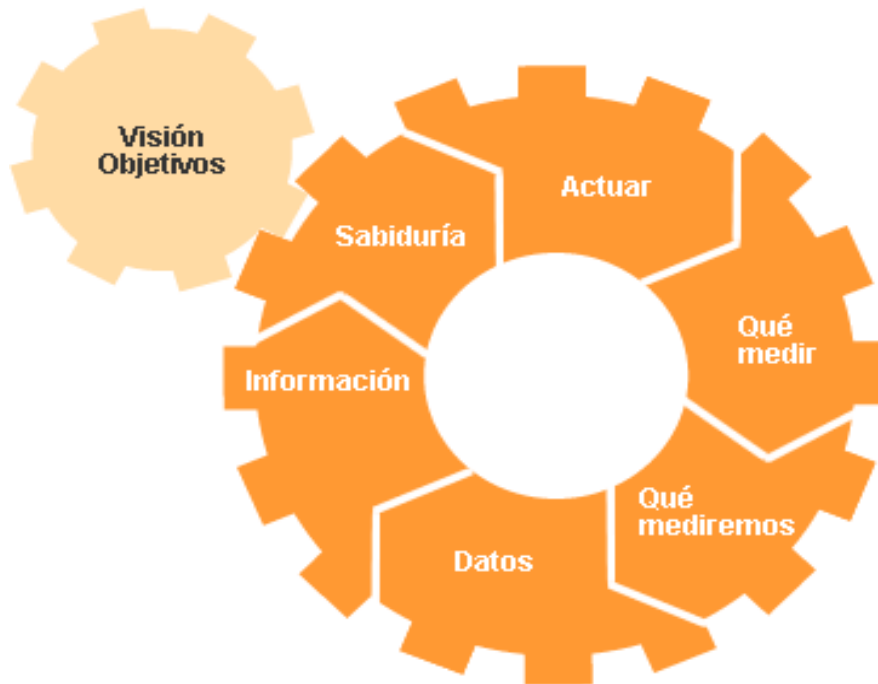 Visión
Objetivos
Actuar
Sabiduría
Qué
medir
Información
Qué
mediremos
Datos